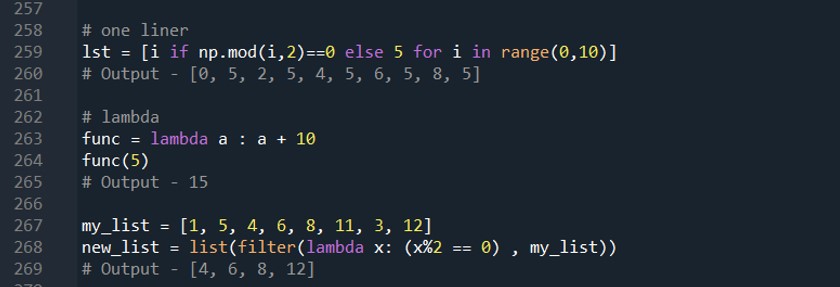 257
258 # one liner
259 lst = [i if np.mod(i,2)==0 else 5 for i in range(0,10)]
260 # Output - [0, 5, 2, 5, 4, 5, 6, 5, 8, 5]
261
262 # lambda
263 func = lambda a : a + 10
264 func(5)
265 # Output - 15
266
267 my_list = [1, 5, 4, 6, 8, 11, 3, 12]
268 new_list = list(filter(lambda x: (x%2 == 0) , my_list))
269 # Output - [4, 6, 8, 12]